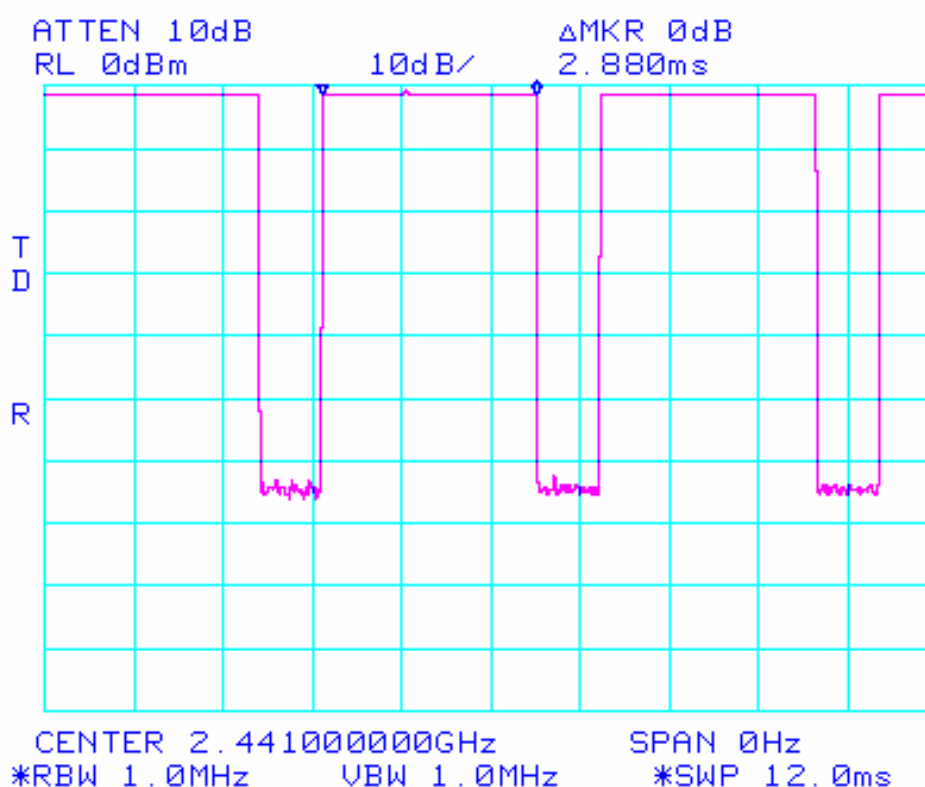 ATTEN 10dB ΔMKR 0dB
RL 0dBm 10dB/ 2.880ms
T
D
R
CENTER 2.441000000GHz SPAN 0Hz
*RBW 1.0MHz VBW 1.0MHz *SWP 12.0ms